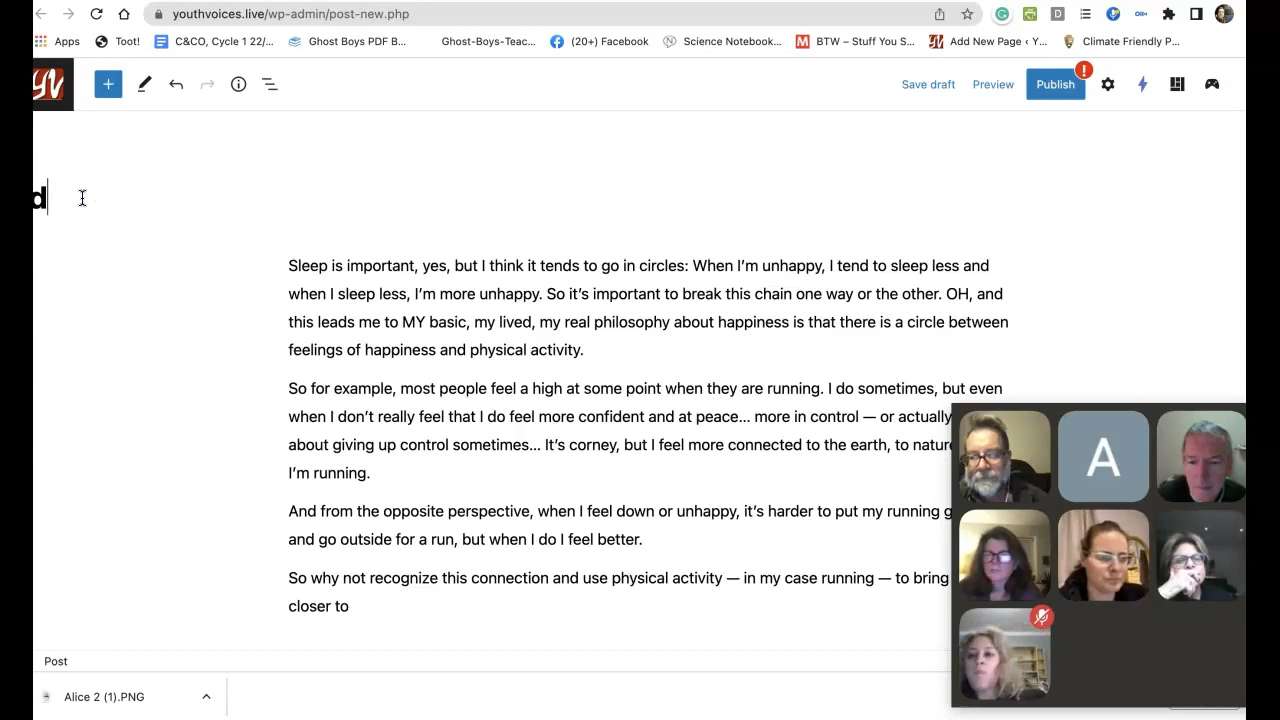 youthvoices.live/wp-admin/post-new.php
Apps Toot! C&CO, Cycle 1 22/... Ghost Boys PDF B... Ghost-Boys-Teac... (20+) Facebook Science Notebook... BTW – Stuff You S... Add New Page ‹ Y... Climate Friendly P...
YV + Save draft Preview Publish !
d
Sleep is important, yes, but I think it tends to go in circles: When I'm unhappy, I tend to sleep less and
when I sleep less, I'm more unhappy. So it's important to break this chain one way or the other. OH, and
this leads me to MY basic, my lived, my real philosophy about happiness is that there is a circle between
feelings of happiness and physical activity.
So for example, most people feel a high at some point when they are running. I do sometimes, but even
when I don't really feel that I do feel more confident and at peace... more in control — or actually
about giving up control sometimes... It's corney, but I feel more connected to the earth, to nature
I'm running.
And from the opposite perspective, when I feel down or unhappy, it's harder to put my running g
and go outside for a run, but when I do I feel better.
So why not recognize this connection and use physical activity — in my case running — to bring
closer to
A
Post
Alice 2 (1).PNG